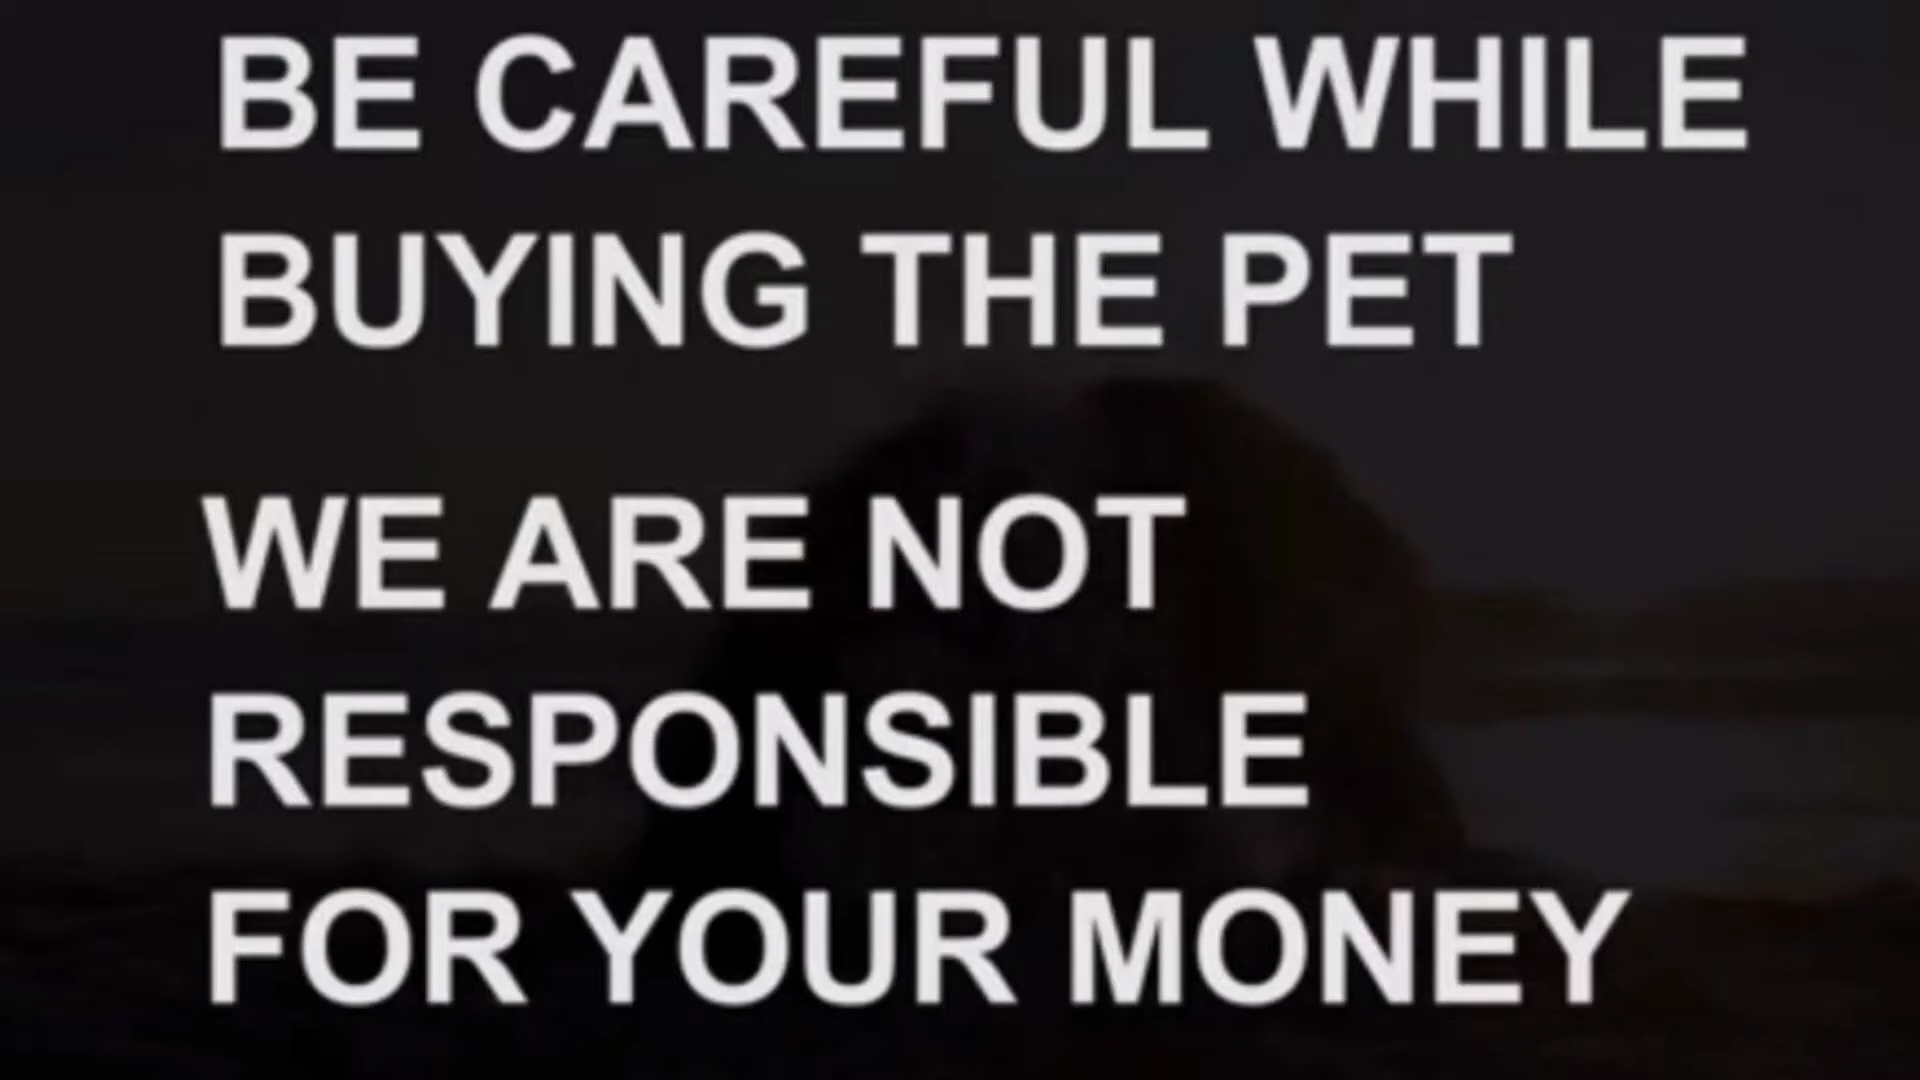 BE CAREFUL WHILE
BUYING THE PET
WE ARE NOT
RESPONSIBLE
FOR YOUR MONEY